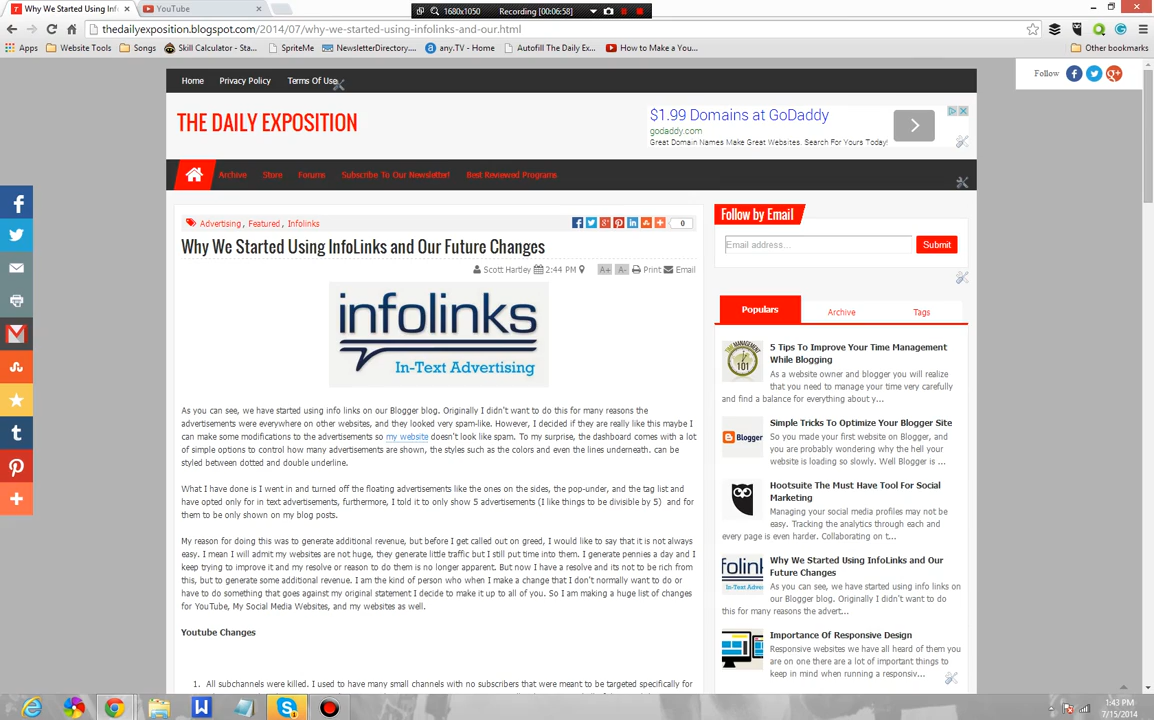 Why We Started Using Inf
YouTube
1680x1050 Recording [00:06:58]
thedailyexposition.blogspot.com/2014/07/why-we-started-using-infolinks-and-our.html
Apps Website Tools Songs Skill Calculator - Sta... SpriteMe NewsletterDirectory.... any.TV - Home Autofill The Daily Ex... How to Make a You... Other bookmarks
Follow
Home Privacy Policy Terms Of Use
THE DAILY EXPOSITION
$1.99 Domains at GoDaddy
godaddy.com
Great Domain Names Make Great Websites. Search For Yours Today!
Archive Store Forums Subscribe To Our Newsletter! Best Reviewed Programs
Advertising, Featured, Infolinks
0
Why We Started Using InfoLinks and Our Future Changes
Scott Hartley 2:44 PM A+ A- Print Email
infolinks
In-Text Advertising
As you can see, we have started using info links on our Blogger blog. Originally I didn't want to do this for many reasons the
advertisements were everywhere on other websites, and they looked very spam-like. However, I decided if they are really like this maybe I
can make some modifications to the advertisements so my website doesn't look like spam. To my surprise, the dashboard comes with a lot
of simple options to control how many advertisements are shown, the styles such as the colors and even the lines underneath. can be
styled between dotted and double underline.
What I have done is I went in and turned off the floating advertisements like the ones on the sides, the pop-under, and the tag list and
have opted only for in text advertisements, furthermore, I told it to only show 5 advertisements (I like things to be divisible by 5) and for
them to be only shown on my blog posts.
My reason for doing this was to generate additional revenue, but before I get called out on greed, I would like to say that it is not always
easy. I mean I will admit my websites are not huge, they generate little traffic but I still put time into them. I generate pennies a day and I
keep trying to improve it and my resolve or reason to do them is no longer apparent. But now I have a resolve and its not to be rich from
this, but to generate some additional revenue. I am the kind of person who when I make a change that I don't normally want to do or
have to do something that goes against my original statement I decide to make it up to all of you. So I am making a huge list of changes
for YouTube, My Social Media Websites, and my websites as well.
Youtube Changes
1. All subchannels were killed. I used to have many small channels with no subscribers that were meant to be targeted specifically for
Follow by Email
Email address... Submit
Populars Archive Tags
5 Tips To Improve Your Time Management
While Blogging
As a website owner and blogger you will realize
that you need to manage your time very carefully
and find a balance for everything about y...
Simple Tricks To Optimize Your Blogger Site
So you made your first website on Blogger, and
you are probably wondering why the hell your
website is loading so slowly. Well Blogger is ...
Hootsuite The Must Have Tool For Social
Marketing
Managing your social media profiles may not be
easy. Tracking the analytics through each and
every page is even harder. Collaborating on t...
Why We Started Using InfoLinks and Our
Future Changes
As you can see, we have started using info links on
our Blogger blog. Originally I didn't want to do
this for many reasons the advert...
Importance Of Responsive Design
Responsive websites we have all heard of them you
are on one there are a lot of important things to
keep in mind when running a responsiv...
1:43 PM
7/15/2014